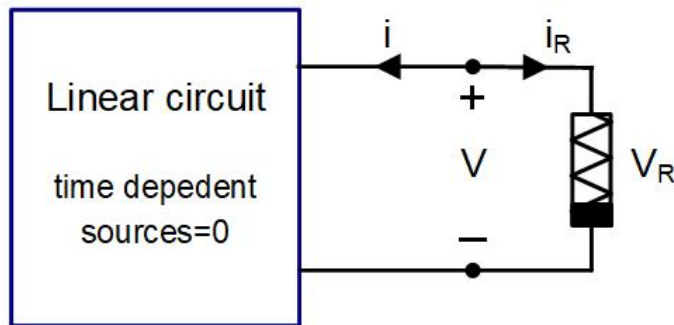 i
i_R
Linear circuit
+
V
V_R
time depedent
sources=0
−